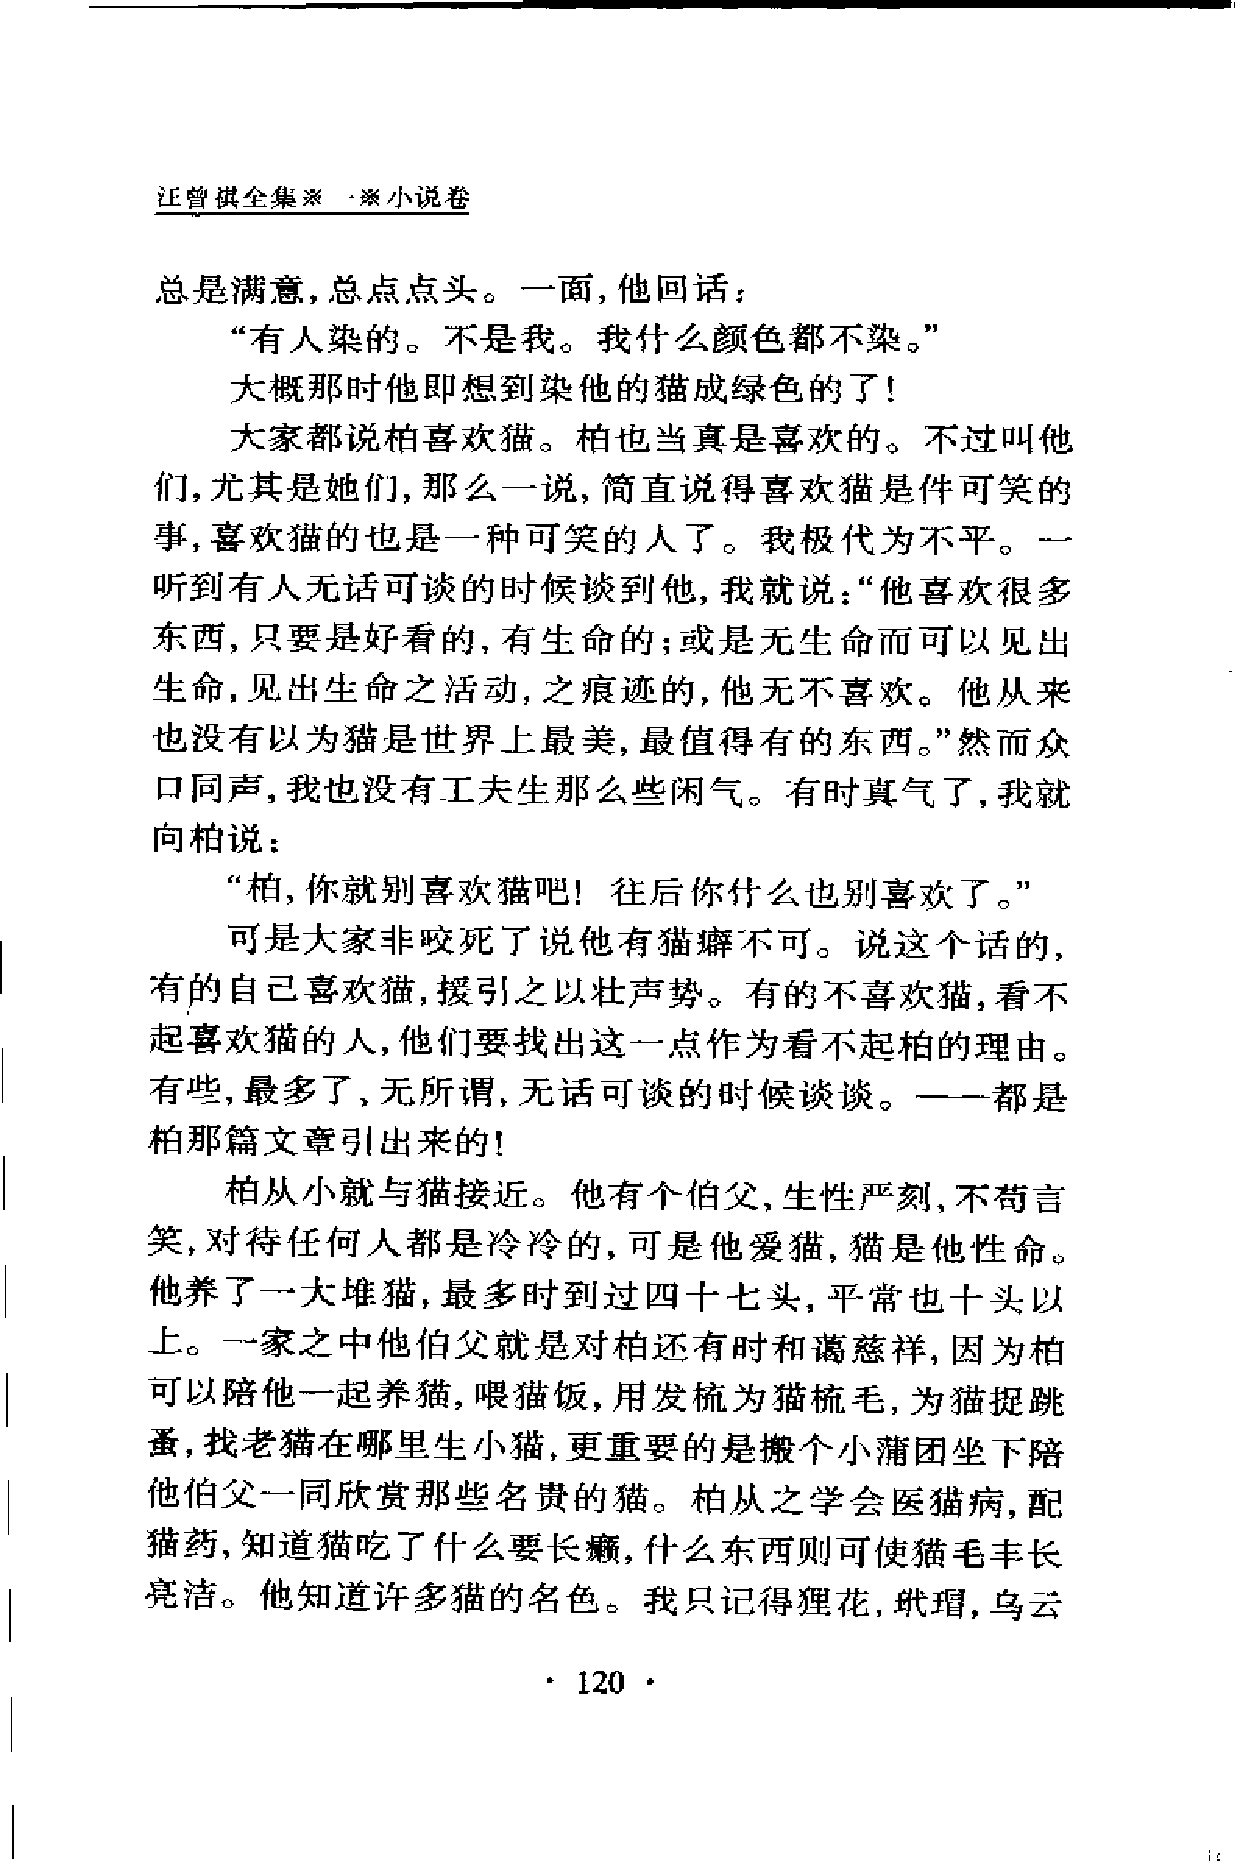 汪曾祺全集※一※小说卷
总是满意,总点点头。一面,他回话:
“有人染的。不是我。我什么颜色都不染。”
大概那时他即想到染他的猫成绿色的了!
大家都说柏喜欢猫。柏也当真是喜欢的。不过叫他
们,尤其是她们,那么一说,简直说得喜欢猫是件可笑的
事,喜欢猫的也是一种可笑的人了。我极代为不平。一
听到有人无话可谈的时候谈到他,我就说:“他喜欢很多
东西,只要是好看的,有生命的;或是无生命而可以见出
生命,见出生命之活动,之痕迹的,他无不喜欢。他从来
也没有以为猫是世界上最美,最值得有的东西。”然而众
口同声,我也没有工夫生那么些闲气。有时真气了,我就
向柏说:
“柏,你就别喜欢猫吧!往后你什么也别喜欢了。”
可是大家非咬死了说他有猫癖不可。说这个话的,
有的自己喜欢猫,援引之以壮声势。有的不喜欢猫,看不
起喜欢猫的人,他们要找出这一点作为看不起柏的理由。
有些,最多了、无所谓,无话可谈的时候谈谈。——都是
柏那篇文章引出来的!
柏从小就与猫接近。他有个伯父,生性严刻,不苟言
笑,对待任何人都是冷冷的,可是他爱猫,猫是他性命。
他养了一大堆猫,最多时到过四十七头,平常也十头以
上。一家之中他伯父就是对柏还有时和蔼慈祥,因为柏
可以陪他一起养猫,喂猫饭,用发梳为猫梳毛,为猫捉跳
蚤,找老猫在哪里生小猫,更重要的是搬个小蒲团坐下陪
他伯父一同欣赏那些名贵的猫。柏从之学会医猫病,配
猫药,知道猫吃了什么要长癞,什么东西则可使猫毛丰长
亮洁。他知道许多猫的名色。我只记得狸花,玳瑁,乌云
· 120 ·